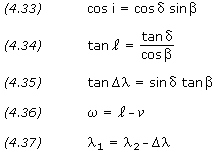 (4.33) cos i = cos δ sin β
(4.34) tan ℓ = tan δ / cos β
(4.35) tan Δλ = sin δ tan β
(4.36) ω = ℓ - ν
(4.37) λ₁ = λ₂ - Δλ